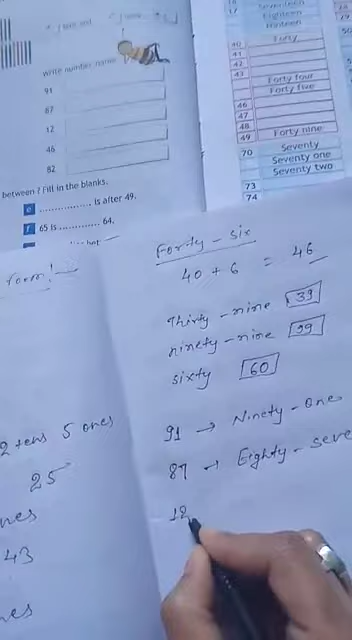 Seventeen
17
Eighteen
Nineteen
Write number name
91
87
12
46
82
40 Forty
41
42
43
Forty four
Forty five
46
47
48
49 Forty nine
70 Seventy
Seventy one
Seventy two
73
74
between? Fill in the blanks.
e .................. is after 49.
f 65 is .................. 64.
form!
2 tens 5 ones
25
43
Forty-six
40 + 6 = 46
Thirty-nine 39
ninety-nine 99
sixty 60
91 → Ninety-One
87 → Eighty-Seve
12